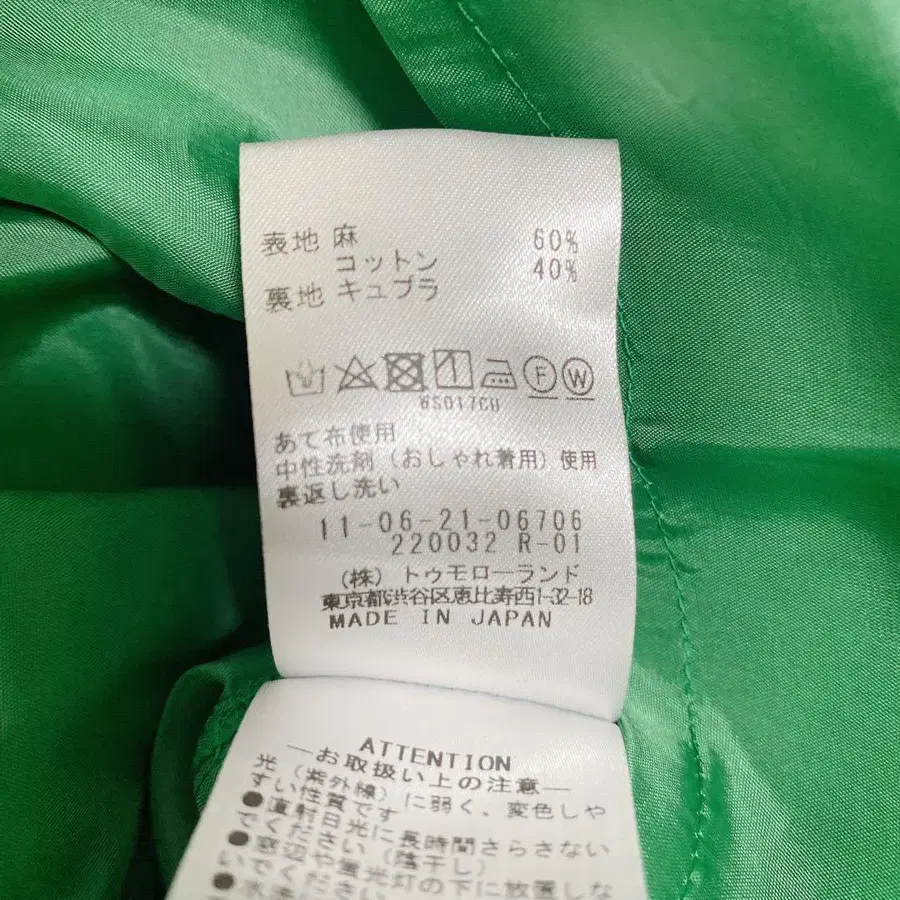 表地 麻 60%
コットン 40%
裏地 キュプラ
6S017CU
あて布使用
中性洗剤（おしゃれ着用）使用
裏返し洗い
11-06-21-06706
220032 R-01
（株）トゥモローランド
東京都渋谷区恵比寿西1-32-18
MADE IN JAPAN
ATTENTION
—お取扱い上の注意—
光（紫外線）に弱く、変色しや
すい性質です
●直射日光に長時間さらさない
でください（陰干し）
●窓辺や蛍光灯の下に放置しな
いでください